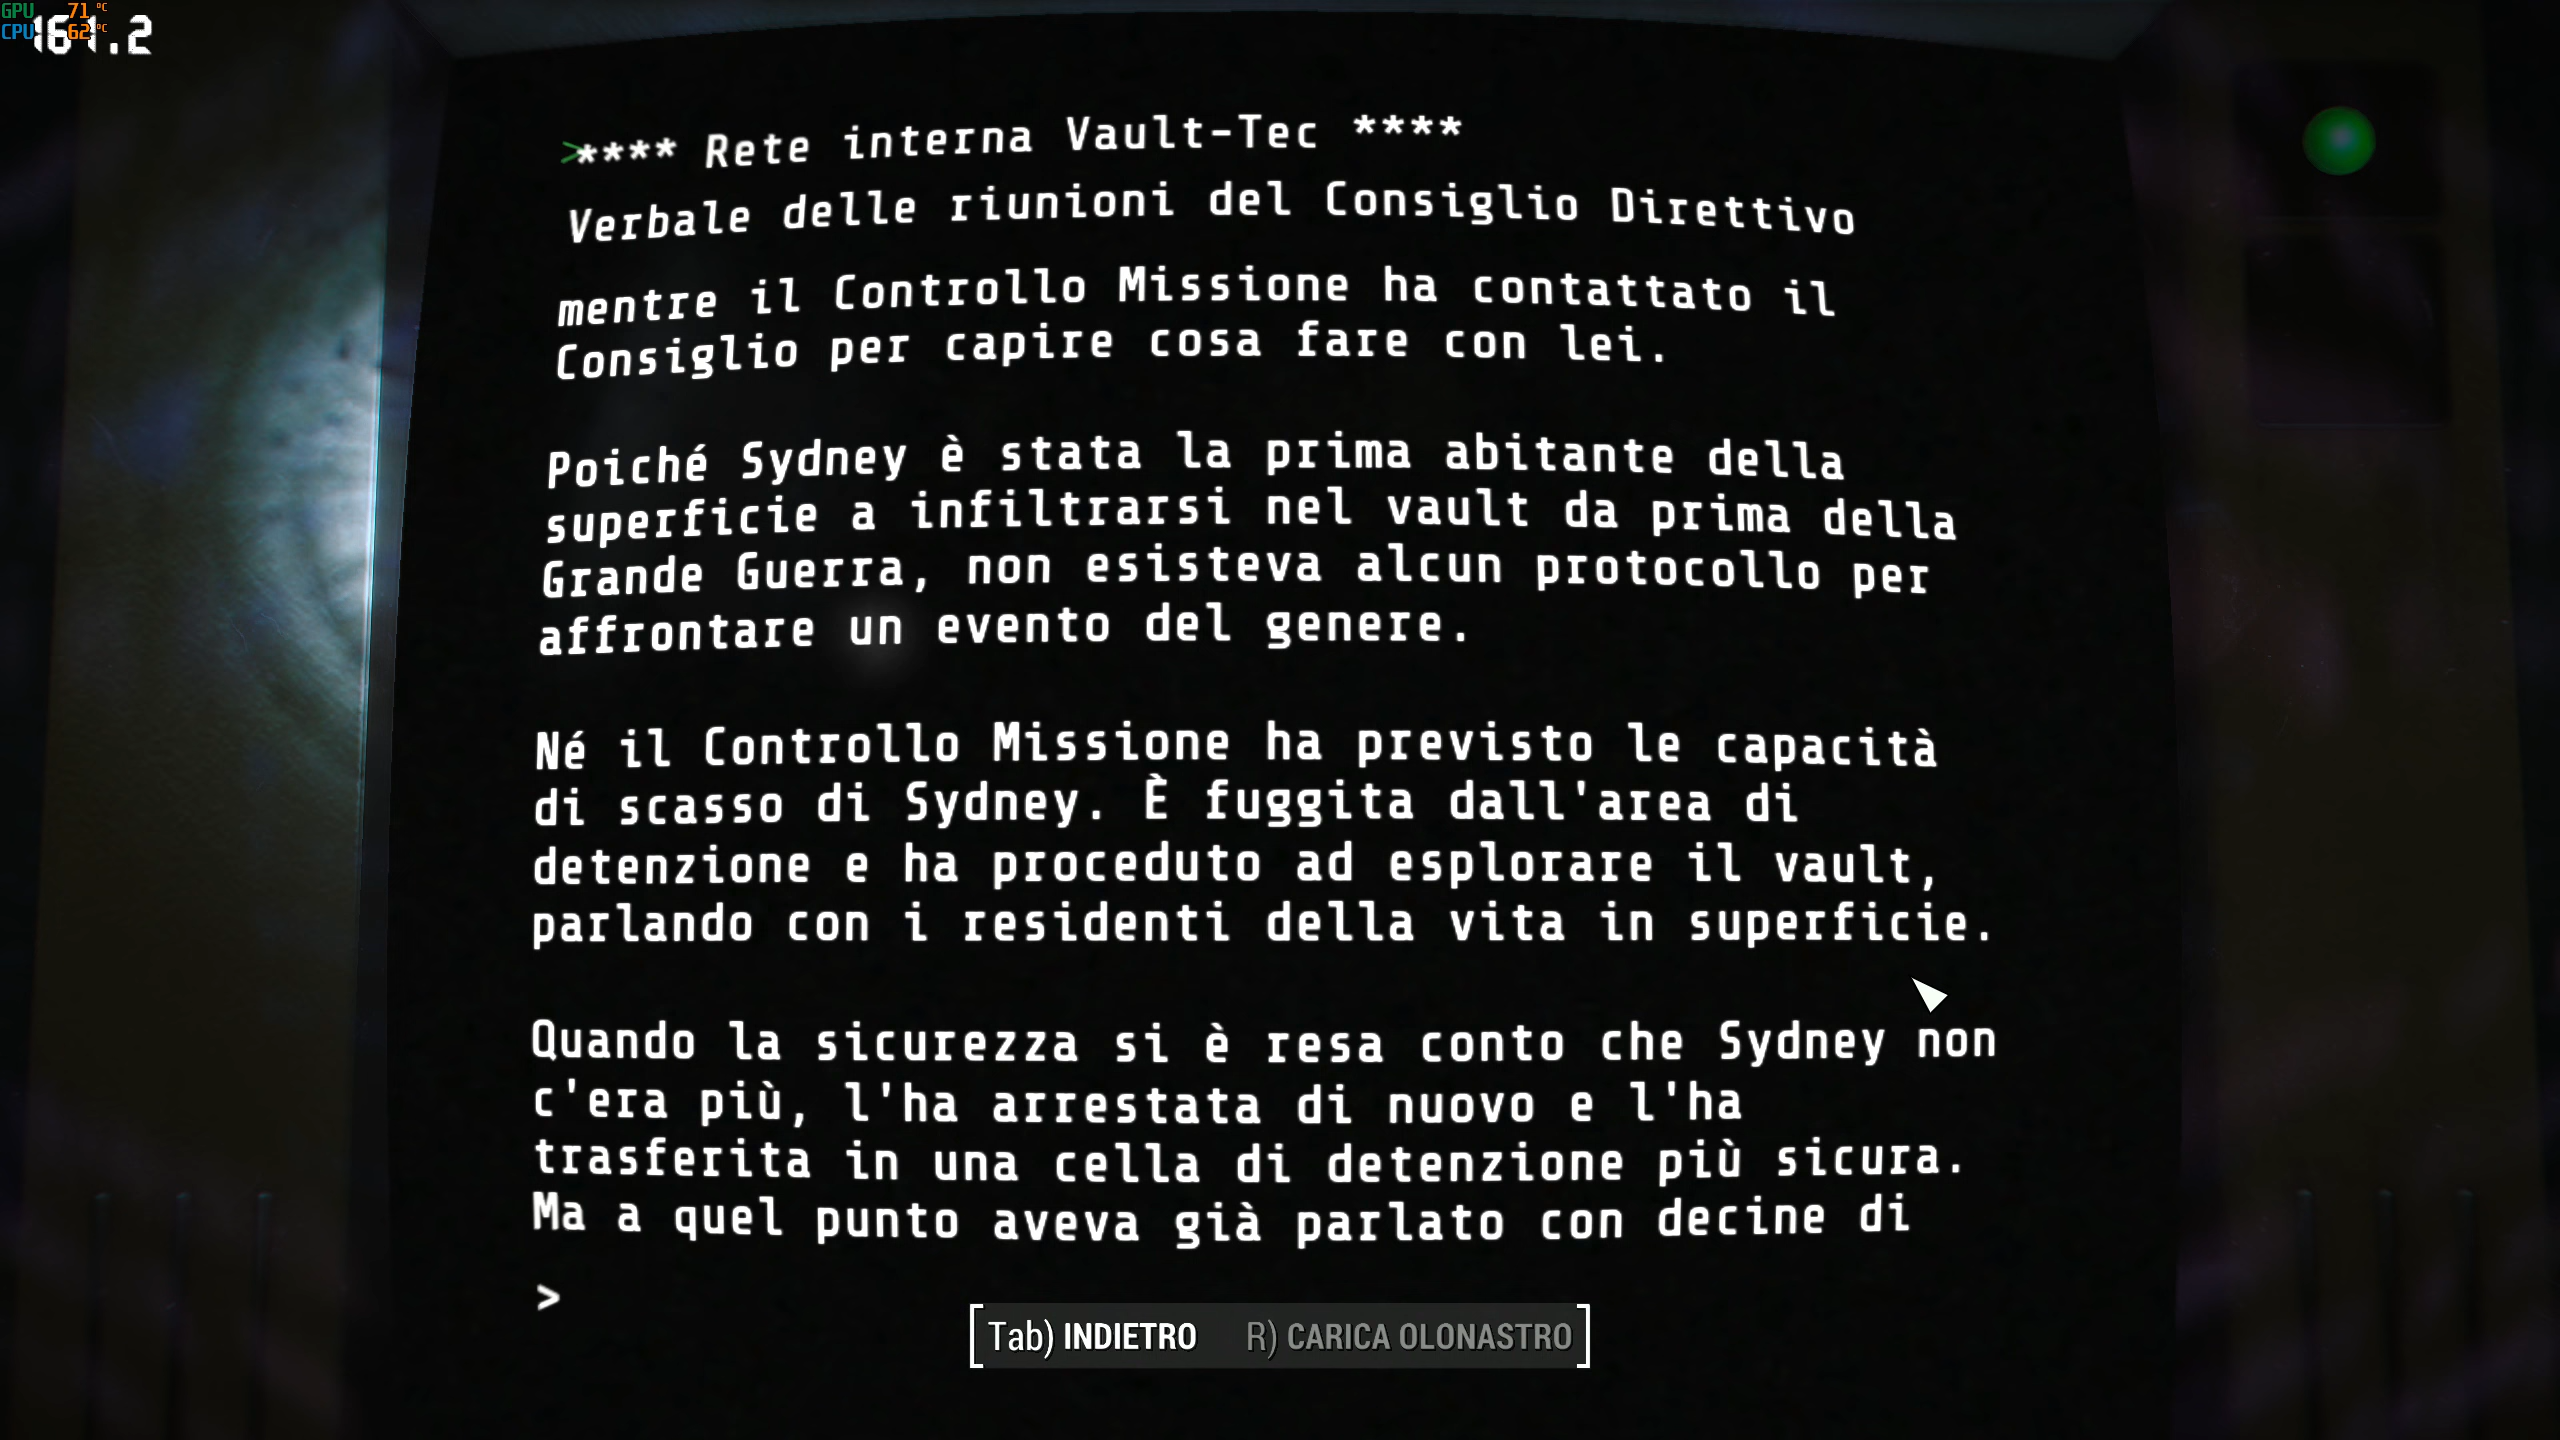 GPU 71 °C
CPU 62 °C
161.2
>**** Rete interna Vault-Tec ****
Verbale delle riunioni del Consiglio Direttivo
mentre il Controllo Missione ha contattato il
Consiglio per capire cosa fare con lei.
Poiché Sydney è stata la prima abitante della
superficie a infiltrarsi nel vault da prima della
Grande Guerra, non esisteva alcun protocollo per
affrontare un evento del genere.
Né il Controllo Missione ha previsto le capacità
di scasso di Sydney. È fuggita dall'area di
detenzione e ha proceduto ad esplorare il vault,
parlando con i residenti della vita in superficie.
Quando la sicurezza si è resa conto che Sydney non
c'era più, l'ha arrestata di nuovo e l'ha
trasferita in una cella di detenzione più sicura.
Ma a quel punto aveva già parlato con decine di
>
Tab) INDIETRO R) CARICA OLONASTRO